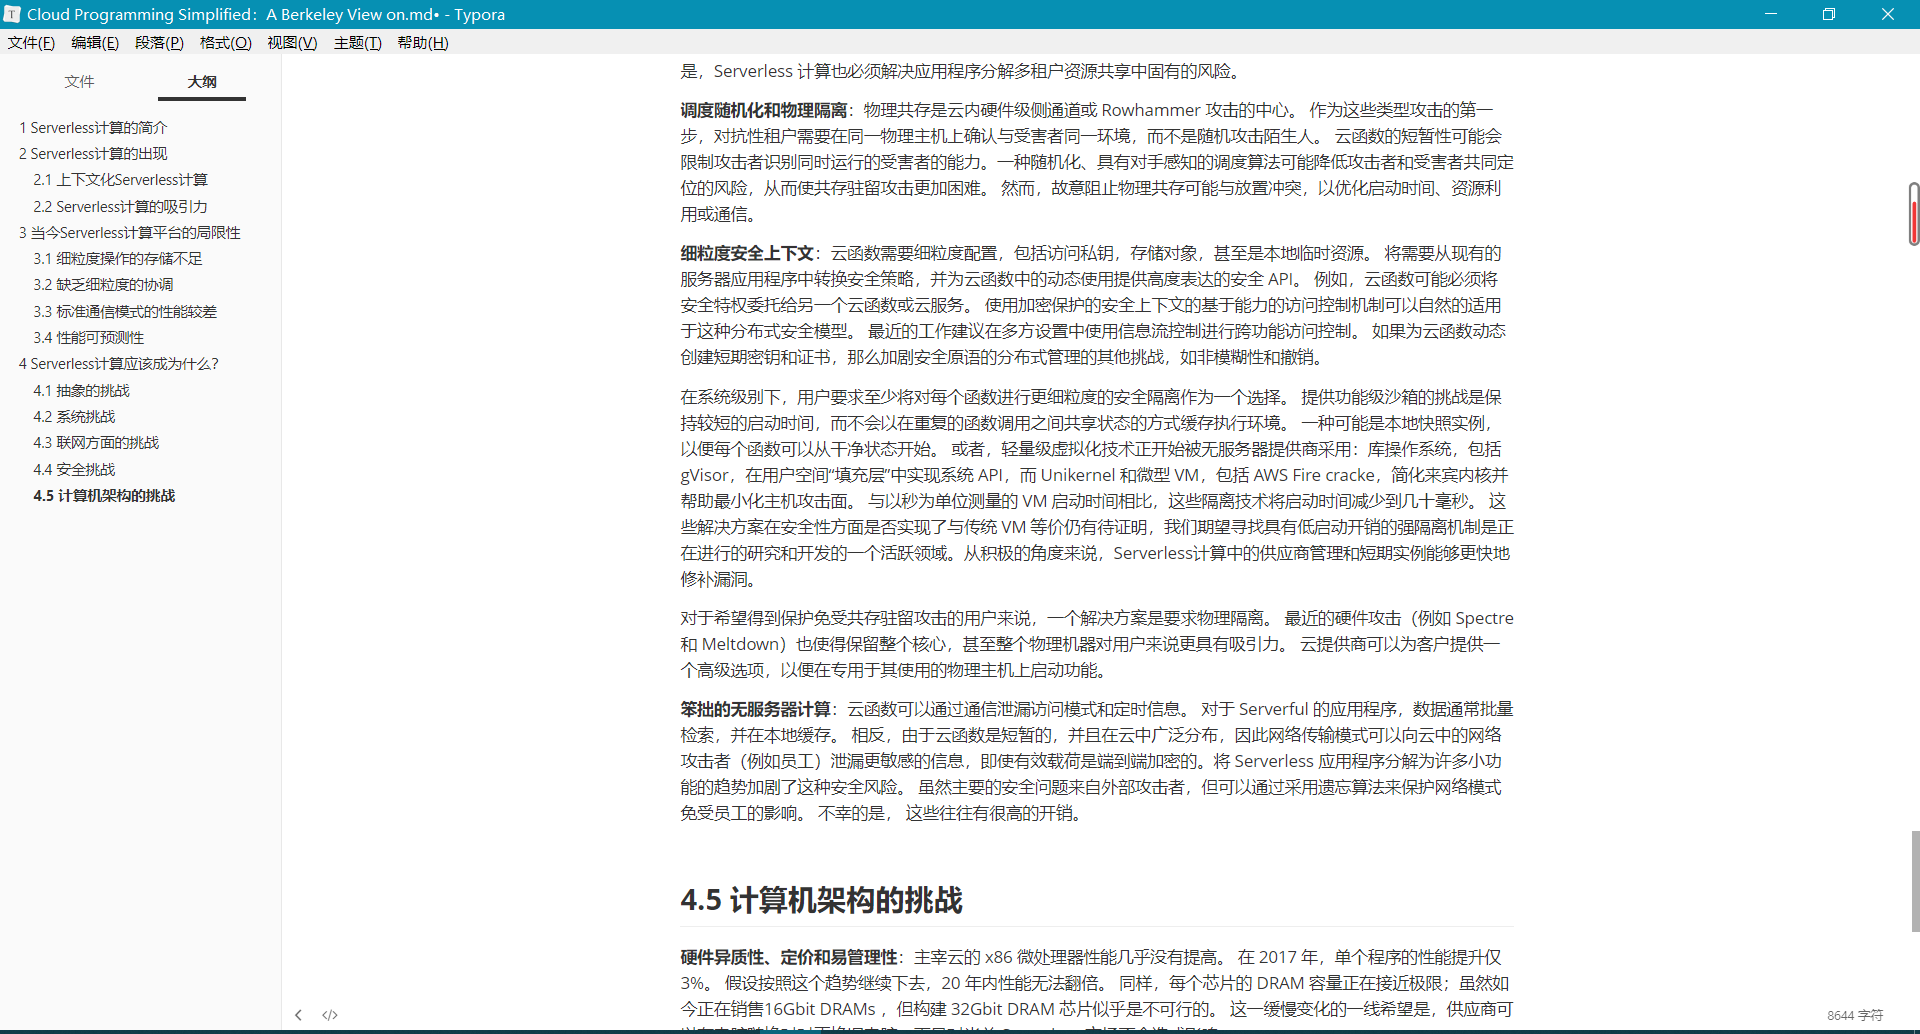 Cloud Programming Simplified：A Berkeley View on.md• - Typora
文件(F) 编辑(E) 段落(P) 格式(O) 视图(V) 主题(T) 帮助(H)
文件 大纲
1 Serverless计算的简介
2 Serverless计算的出现
2.1 上下文化Serverless计算
2.2 Serverless计算的吸引力
3 当今Serverless计算平台的局限性
3.1 细粒度操作的存储不足
3.2 缺乏细粒度的协调
3.3 标准通信模式的性能较差
3.4 性能可预测性
4 Serverless计算应该成为什么？
4.1 抽象的挑战
4.2 系统挑战
4.3 联网方面的挑战
4.4 安全挑战
4.5 计算机架构的挑战
是，Serverless 计算也必须解决应用程序分解多租户资源共享中固有的风险。
调度随机化和物理隔离：物理共存是云内硬件级侧通道或 Rowhammer 攻击的中心。 作为这些类型攻击的第一
步，对抗性租户需要在同一物理主机上确认与受害者同一环境，而不是随机攻击陌生人。 云函数的短暂性可能会
限制攻击者识别同时运行的受害者的能力。一种随机化、具有对手感知的调度算法可能降低攻击者和受害者共同定
位的风险，从而使共存驻留攻击更加困难。 然而，故意阻止物理共存可能与放置冲突，以优化启动时间、资源利
用或通信。
细粒度安全上下文：云函数需要细粒度配置，包括访问私钥，存储对象，甚至是本地临时资源。 将需要从现有的
服务器应用程序中转换安全策略，并为云函数中的动态使用提供高度表达的安全 API。 例如，云函数可能必须将
安全特权委托给另一个云函数或云服务。 使用加密保护的安全上下文的基于能力的访问控制机制可以自然的适用
于这种分布式安全模型。 最近的工作建议在多方设置中使用信息流控制进行跨功能访问控制。 如果为云函数动态
创建短期密钥和证书，那么加剧安全原语的分布式管理的其他挑战，如非模糊性和撤销。
在系统级别下，用户要求至少将对每个函数进行更细粒度的安全隔离作为一个选择。 提供功能级沙箱的挑战是保
持较短的启动时间，而不会以在重复的函数调用之间共享状态的方式缓存执行环境。 一种可能是本地快照实例，
以便每个函数可以从干净状态开始。 或者，轻量级虚拟化技术正开始被无服务器提供商采用：库操作系统，包括
gVisor，在用户空间“填充层”中实现系统 API，而 Unikernel 和微型 VM，包括 AWS Fire cracke，简化来宾内核并
帮助最小化主机攻击面。 与以秒为单位测量的 VM 启动时间相比，这些隔离技术将启动时间减少到几十毫秒。 这
些解决方案在安全性方面是否实现了与传统 VM 等价仍有待证明，我们期望寻找具有低启动开销的强隔离机制是正
在进行的研究和开发的一个活跃领域。从积极的角度来说，Serverless计算中的供应商管理和短期实例能够更快地
修补漏洞。
对于希望得到保护免受共存驻留攻击的用户来说，一个解决方案是要求物理隔离。 最近的硬件攻击（例如 Spectre
和 Meltdown）也使得保留整个核心，甚至整个物理机器对用户来说更具有吸引力。 云提供商可以为客户提供一
个高级选项，以便在专用于其使用的物理主机上启动功能。
笨拙的无服务器计算：云函数可以通过通信泄漏访问模式和定时信息。 对于 Serverful 的应用程序，数据通常批量
检索，并在本地缓存。 相反，由于云函数是短暂的，并且在云中广泛分布，因此网络传输模式可以向云中的网络
攻击者（例如员工）泄漏更敏感的信息，即使有效载荷是端到端加密的。将 Serverless 应用程序分解为许多小功
能的趋势加剧了这种安全风险。 虽然主要的安全问题来自外部攻击者，但可以通过采用遗忘算法来保护网络模式
免受员工的影响。 不幸的是， 这些往往有很高的开销。
4.5 计算机架构的挑战
硬件异质性、定价和易管理性：主宰云的 x86 微处理器性能几乎没有提高。 在 2017 年，单个程序的性能提升仅
3%。 假设按照这个趋势继续下去，20 年内性能无法翻倍。 同样，每个芯片的 DRAM 容量正在接近极限；虽然如
今正在销售16Gbit DRAMs ，但构建 32Gbit DRAM 芯片似乎是不可行的。 这一缓慢变化的一线希望是，供应商可
8644 字符